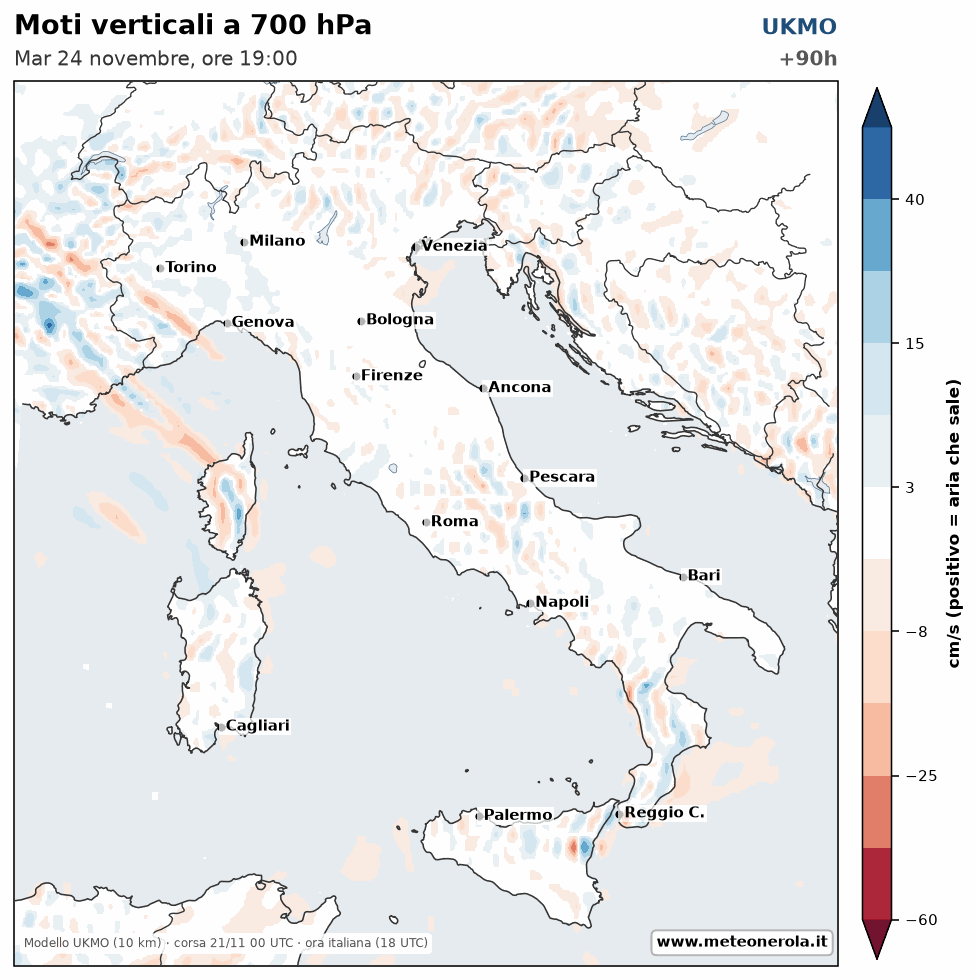 Moti verticali a 700 hPa
UKMO
Mar 24 novembre, ore 19:00
+90h
Milano
Venezia
Torino
Genova
Bologna
Firenze
Ancona
Pescara
Roma
Bari
Napoli
Cagliari
Palermo
Reggio C.
40
15
3
−8
−25
−60
cm/s (positivo = aria che sale)
Modello UKMO (10 km) · corsa 21/11 00 UTC · ora italiana (18 UTC)
www.meteonerola.it